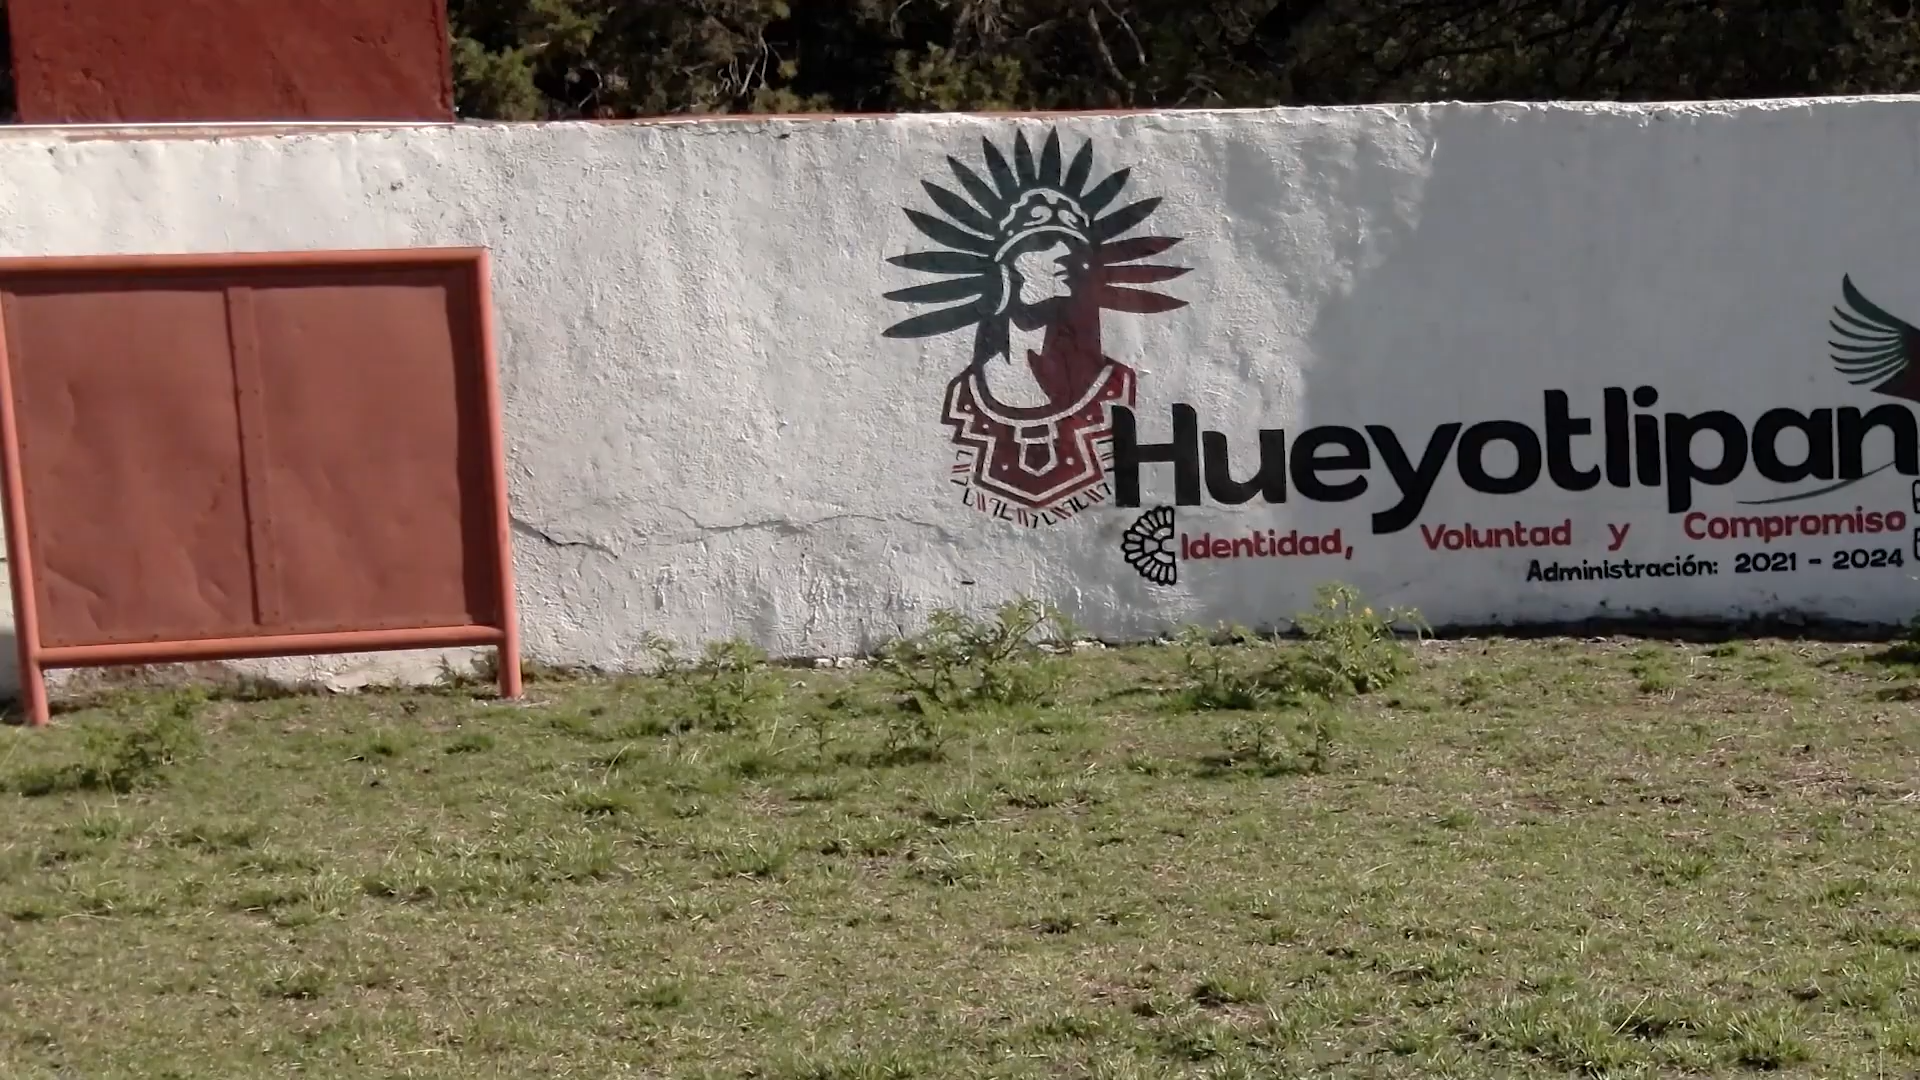 Hueyotlipan
Identidad, Voluntad y Compromiso
Administración: 2021 - 2024